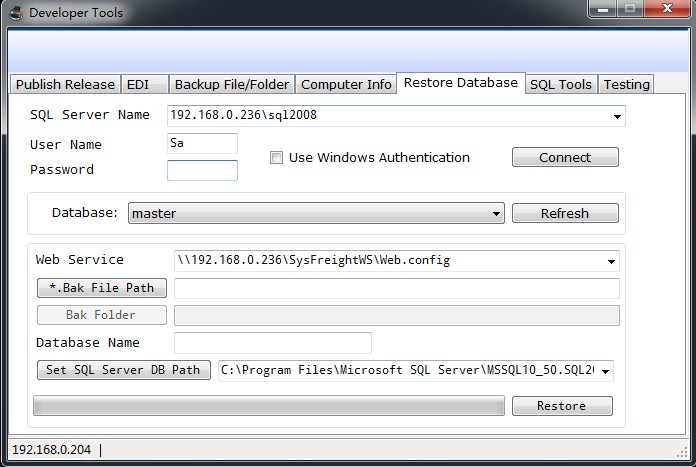 Developer Tools
Publish Release EDI Backup File/Folder Computer Info Restore Database SQL Tools Testing
SQL Server Name 192.168.0.236\sql2008
User Name Sa
Use Windows Authentication Connect
Password
Database: master Refresh
Web Service \\192.168.0.236\SysFreightWS\Web.config
*.Bak File Path
Bak Folder
Database Name
Set SQL Server DB Path C:\Program Files\Microsoft SQL Server\MSSQL10_50.SQL20
Restore
192.168.0.204 |